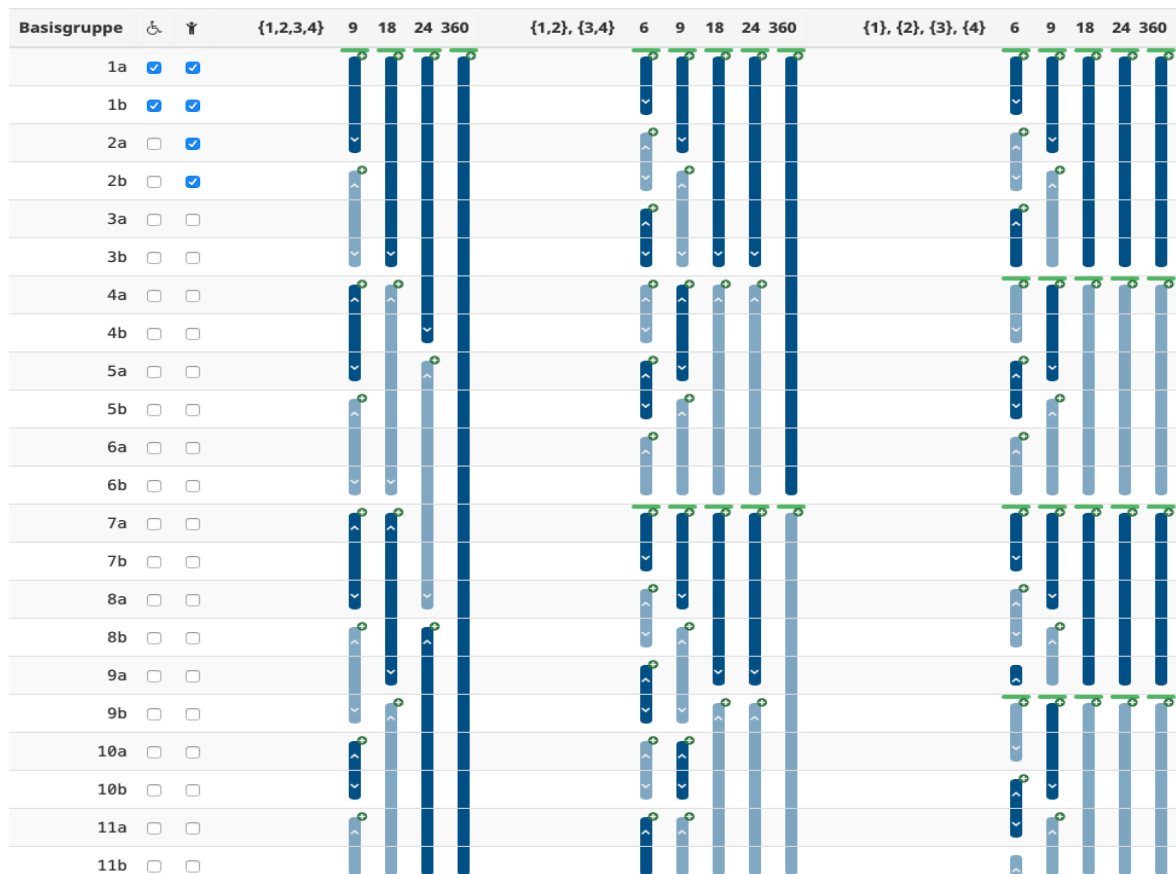 Basisgruppe {1,2,3,4} 9 18 24 360 {1,2}, {3,4} 6 9 18 24 360 {1}, {2}, {3}, {4} 6 9 18 24 360
1a
1b
2a
2b
3a
3b
4a
4b
5a
5b
6a
6b
7a
7b
8a
8b
9a
9b
10a
10b
11a
11b